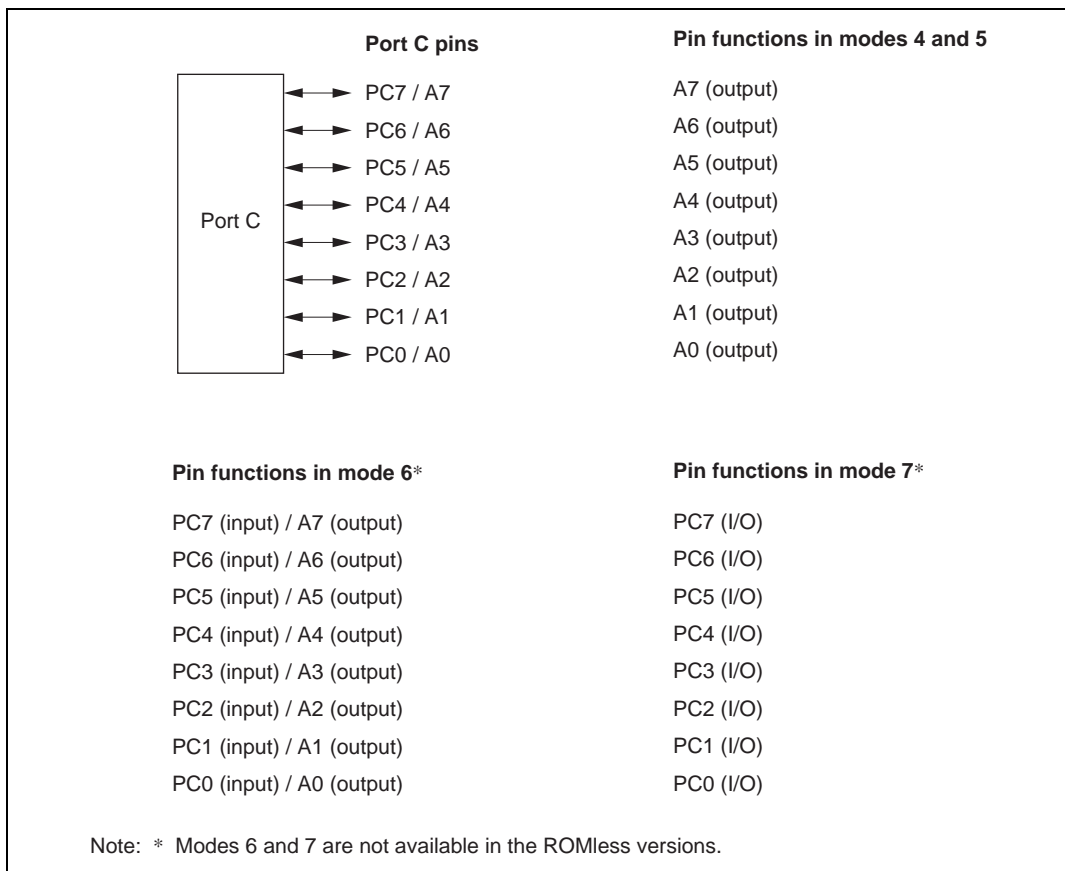 Port C pins
Pin functions in modes 4 and 5
Port C
PC7 / A7
A7 (output)
PC6 / A6
A6 (output)
PC5 / A5
A5 (output)
PC4 / A4
A4 (output)
PC3 / A3
A3 (output)
PC2 / A2
A2 (output)
PC1 / A1
A1 (output)
PC0 / A0
A0 (output)
Pin functions in mode 6*
PC7 (input) / A7 (output)
PC6 (input) / A6 (output)
PC5 (input) / A5 (output)
PC4 (input) / A4 (output)
PC3 (input) / A3 (output)
PC2 (input) / A2 (output)
PC1 (input) / A1 (output)
PC0 (input) / A0 (output)
Pin functions in mode 7*
PC7 (I/O)
PC6 (I/O)
PC5 (I/O)
PC4 (I/O)
PC3 (I/O)
PC2 (I/O)
PC1 (I/O)
PC0 (I/O)
Note: * Modes 6 and 7 are not available in the ROMless versions.